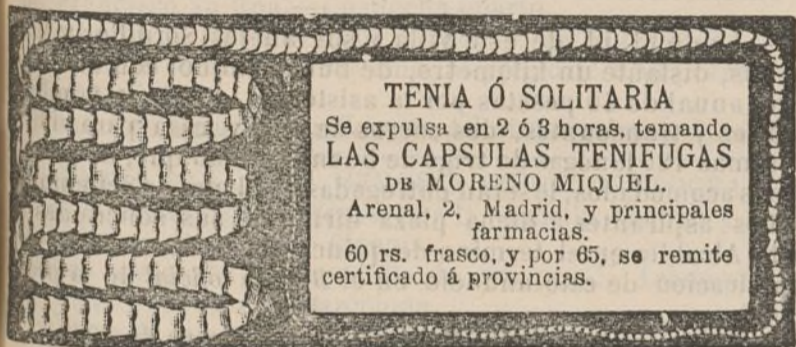 TENIA Ó SOLITARIA
Se expulsa en 2 ó 3 horas, tomando
LAS CAPSULAS TENIFUGAS
DE MORENO MIQUEL.
Arenal, 2, Madrid, y principales
farmacias.
60 rs. frasco, y por 65, se remite
certificado á provincias.